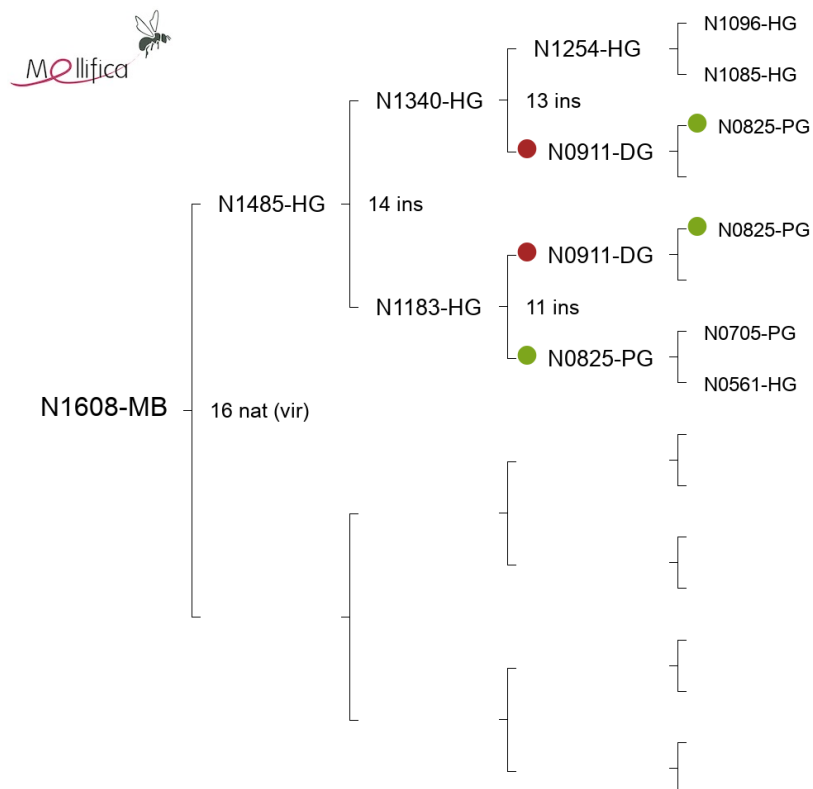 Mellifica
N1096-HG
N1254-HG
N1085-HG
N1340-HG
13 ins
N0825-PG
N0911-DG
N1485-HG
14 ins
N0825-PG
N0911-DG
N1183-HG
11 ins
N0705-PG
N0825-PG
N0561-HG
N1608-MB
16 nat (vir)